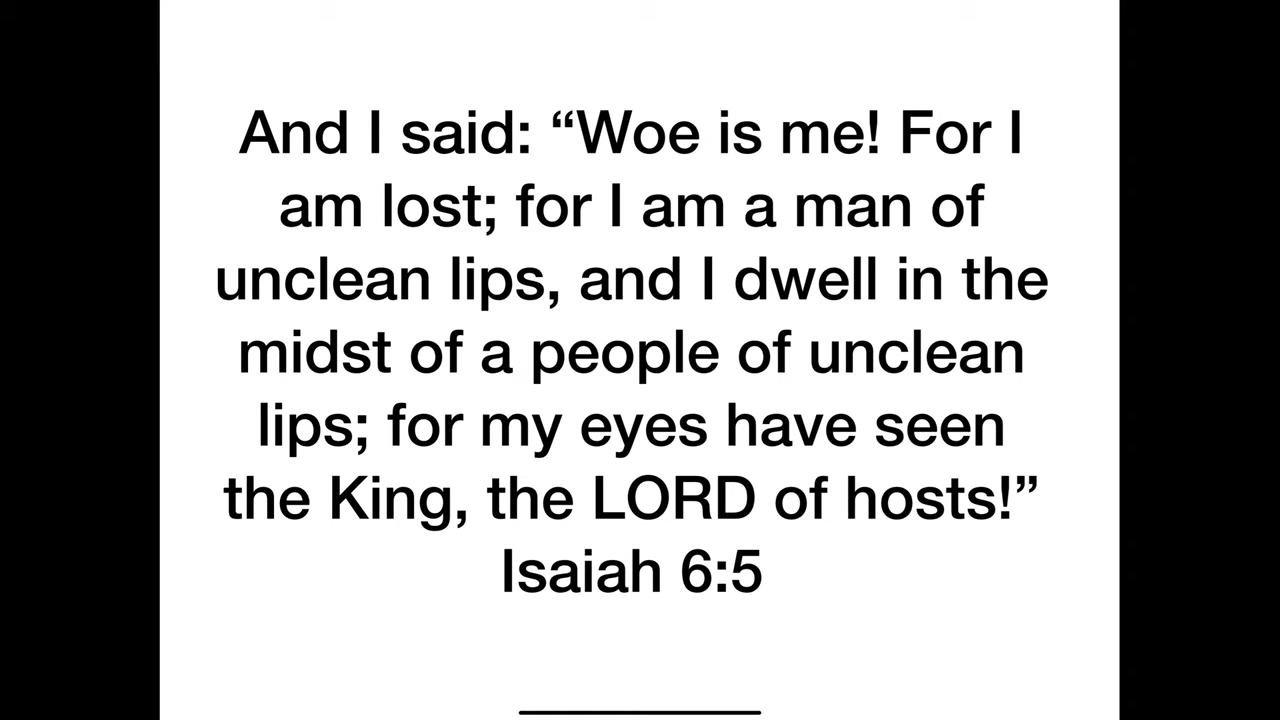 And I said: “Woe is me! For I
am lost; for I am a man of
unclean lips, and I dwell in the
midst of a people of unclean
lips; for my eyes have seen
the King, the LORD of hosts!”
Isaiah 6:5